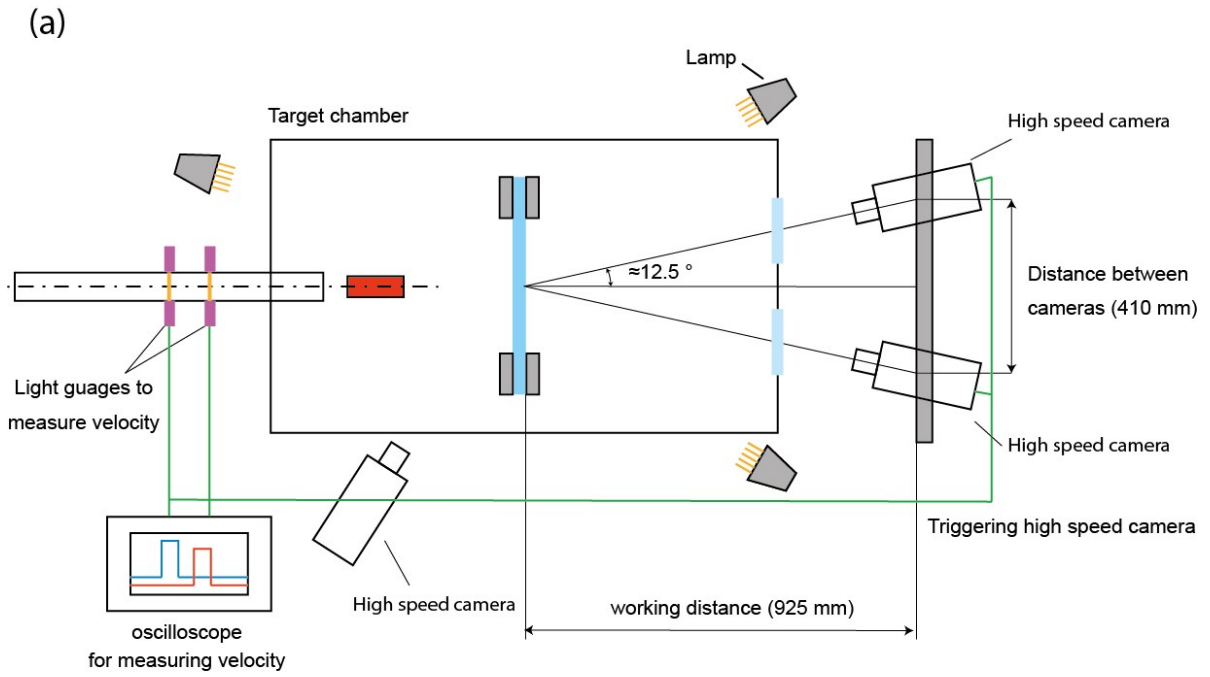 (a)
Lamp
Target chamber
High speed camera
≈12.5 °
Distance between
cameras (410 mm)
Light guages to
measure velocity
High speed camera
Triggering high speed camera
High speed camera
working distance (925 mm)
oscilloscope
for measuring velocity